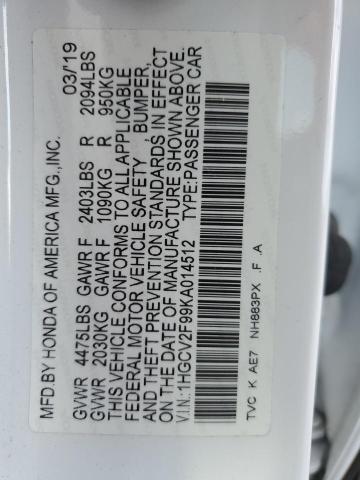 MFD.BY HONDA OF AMERICA MFG.,INC. 03/'19
GVWR 4475LBS GAWR F 2403LBS R 2094LBS
GVWR 2030KG GAWR F 1090KG R 950KG
THIS VEHICLE CONFORMS TO ALL APPLICABLE
FEDERAL MOTOR VEHICLE SAFETY BUMPER,
AND THEFT PREVENTION STANDARDS IN EFFECT
ON THE DATE OF MANUFACTURE SHOWN ABOVE.
V.I.N.:1HGCV2F99KA014512 TYPE:PASSENGER CAR
TVC K AE7 NH883PX .F .A